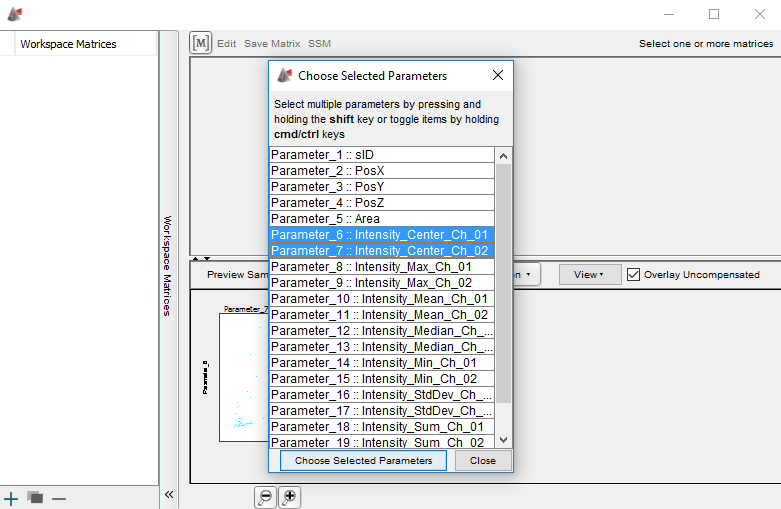 Workspace Matrices
[M] Edit Save Matrix SSM
Select one or more matrices
Workspace Matrices
Choose Selected Parameters
Select multiple parameters by pressing and
holding the shift key or toggle items by holding
cmd/ctrl keys
Parameter_1 :: sID
Parameter_2 :: PosX
Parameter_3 :: PosY
Parameter_4 :: PosZ
Parameter_5 :: Area
Parameter_6 :: Intensity_Center_Ch_01
Parameter_7 :: Intensity_Center_Ch_02
Parameter_8 :: Intensity_Max_Ch_01
Parameter_9 :: Intensity_Max_Ch_02
Parameter_10 :: Intensity_Mean_Ch_01
Parameter_11 :: Intensity_Mean_Ch_02
Parameter_12 :: Intensity_Median_Ch_...
Parameter_13 :: Intensity_Median_Ch_...
Parameter_14 :: Intensity_Min_Ch_01
Parameter_15 :: Intensity_Min_Ch_02
Parameter_16 :: Intensity_StdDev_Ch_...
Parameter_17 :: Intensity_StdDev_Ch_...
Parameter_18 :: Intensity_Sum_Ch_01
Parameter_19 :: Intensity_Sum_Ch_02
Choose Selected Parameters
Close
Preview Sam
on
View
Overlay Uncompensated
Parameter_7
Parameter_6